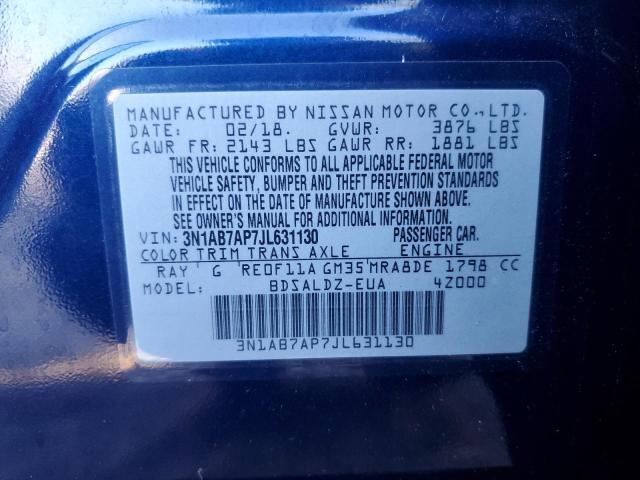 MANUFACTURED BY NISSAN MOTOR CO., LTD.
DATE: 02/18. GVWR: 3876 LBS
GAWR FR: 2143 LBS GAWR RR: 1881 LBS
THIS VEHICLE CONFORMS TO ALL APPLICABLE FEDERAL MOTOR
VEHICLE SAFETY, BUMPER AND THEFT PREVENTION STANDARDS
IN EFFECT ON THE DATE OF MANUFACTURE SHOWN ABOVE.
SEE OWNER'S MANUAL FOR ADDITIONAL INFORMATION.
VIN: 3N1AB7AP7JL631130 PASSENGER CAR.
COLOR TRIM TRANS AXLE ENGINE
RAY G RE0F11A GM35 MRA8DE 1798 CC
MODEL: BDSALDZ-EUA 4Z000
3N1AB7AP7JL631130